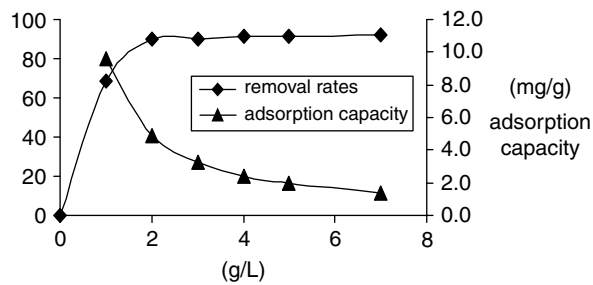 100
80
60
40
20
0
12.0
10.0
8.0
6.0
4.0
2.0
0.0
0 2 4 6 8
(g/L)
removal rates
adsorption capacity
(mg/g)
adsorption
capacity